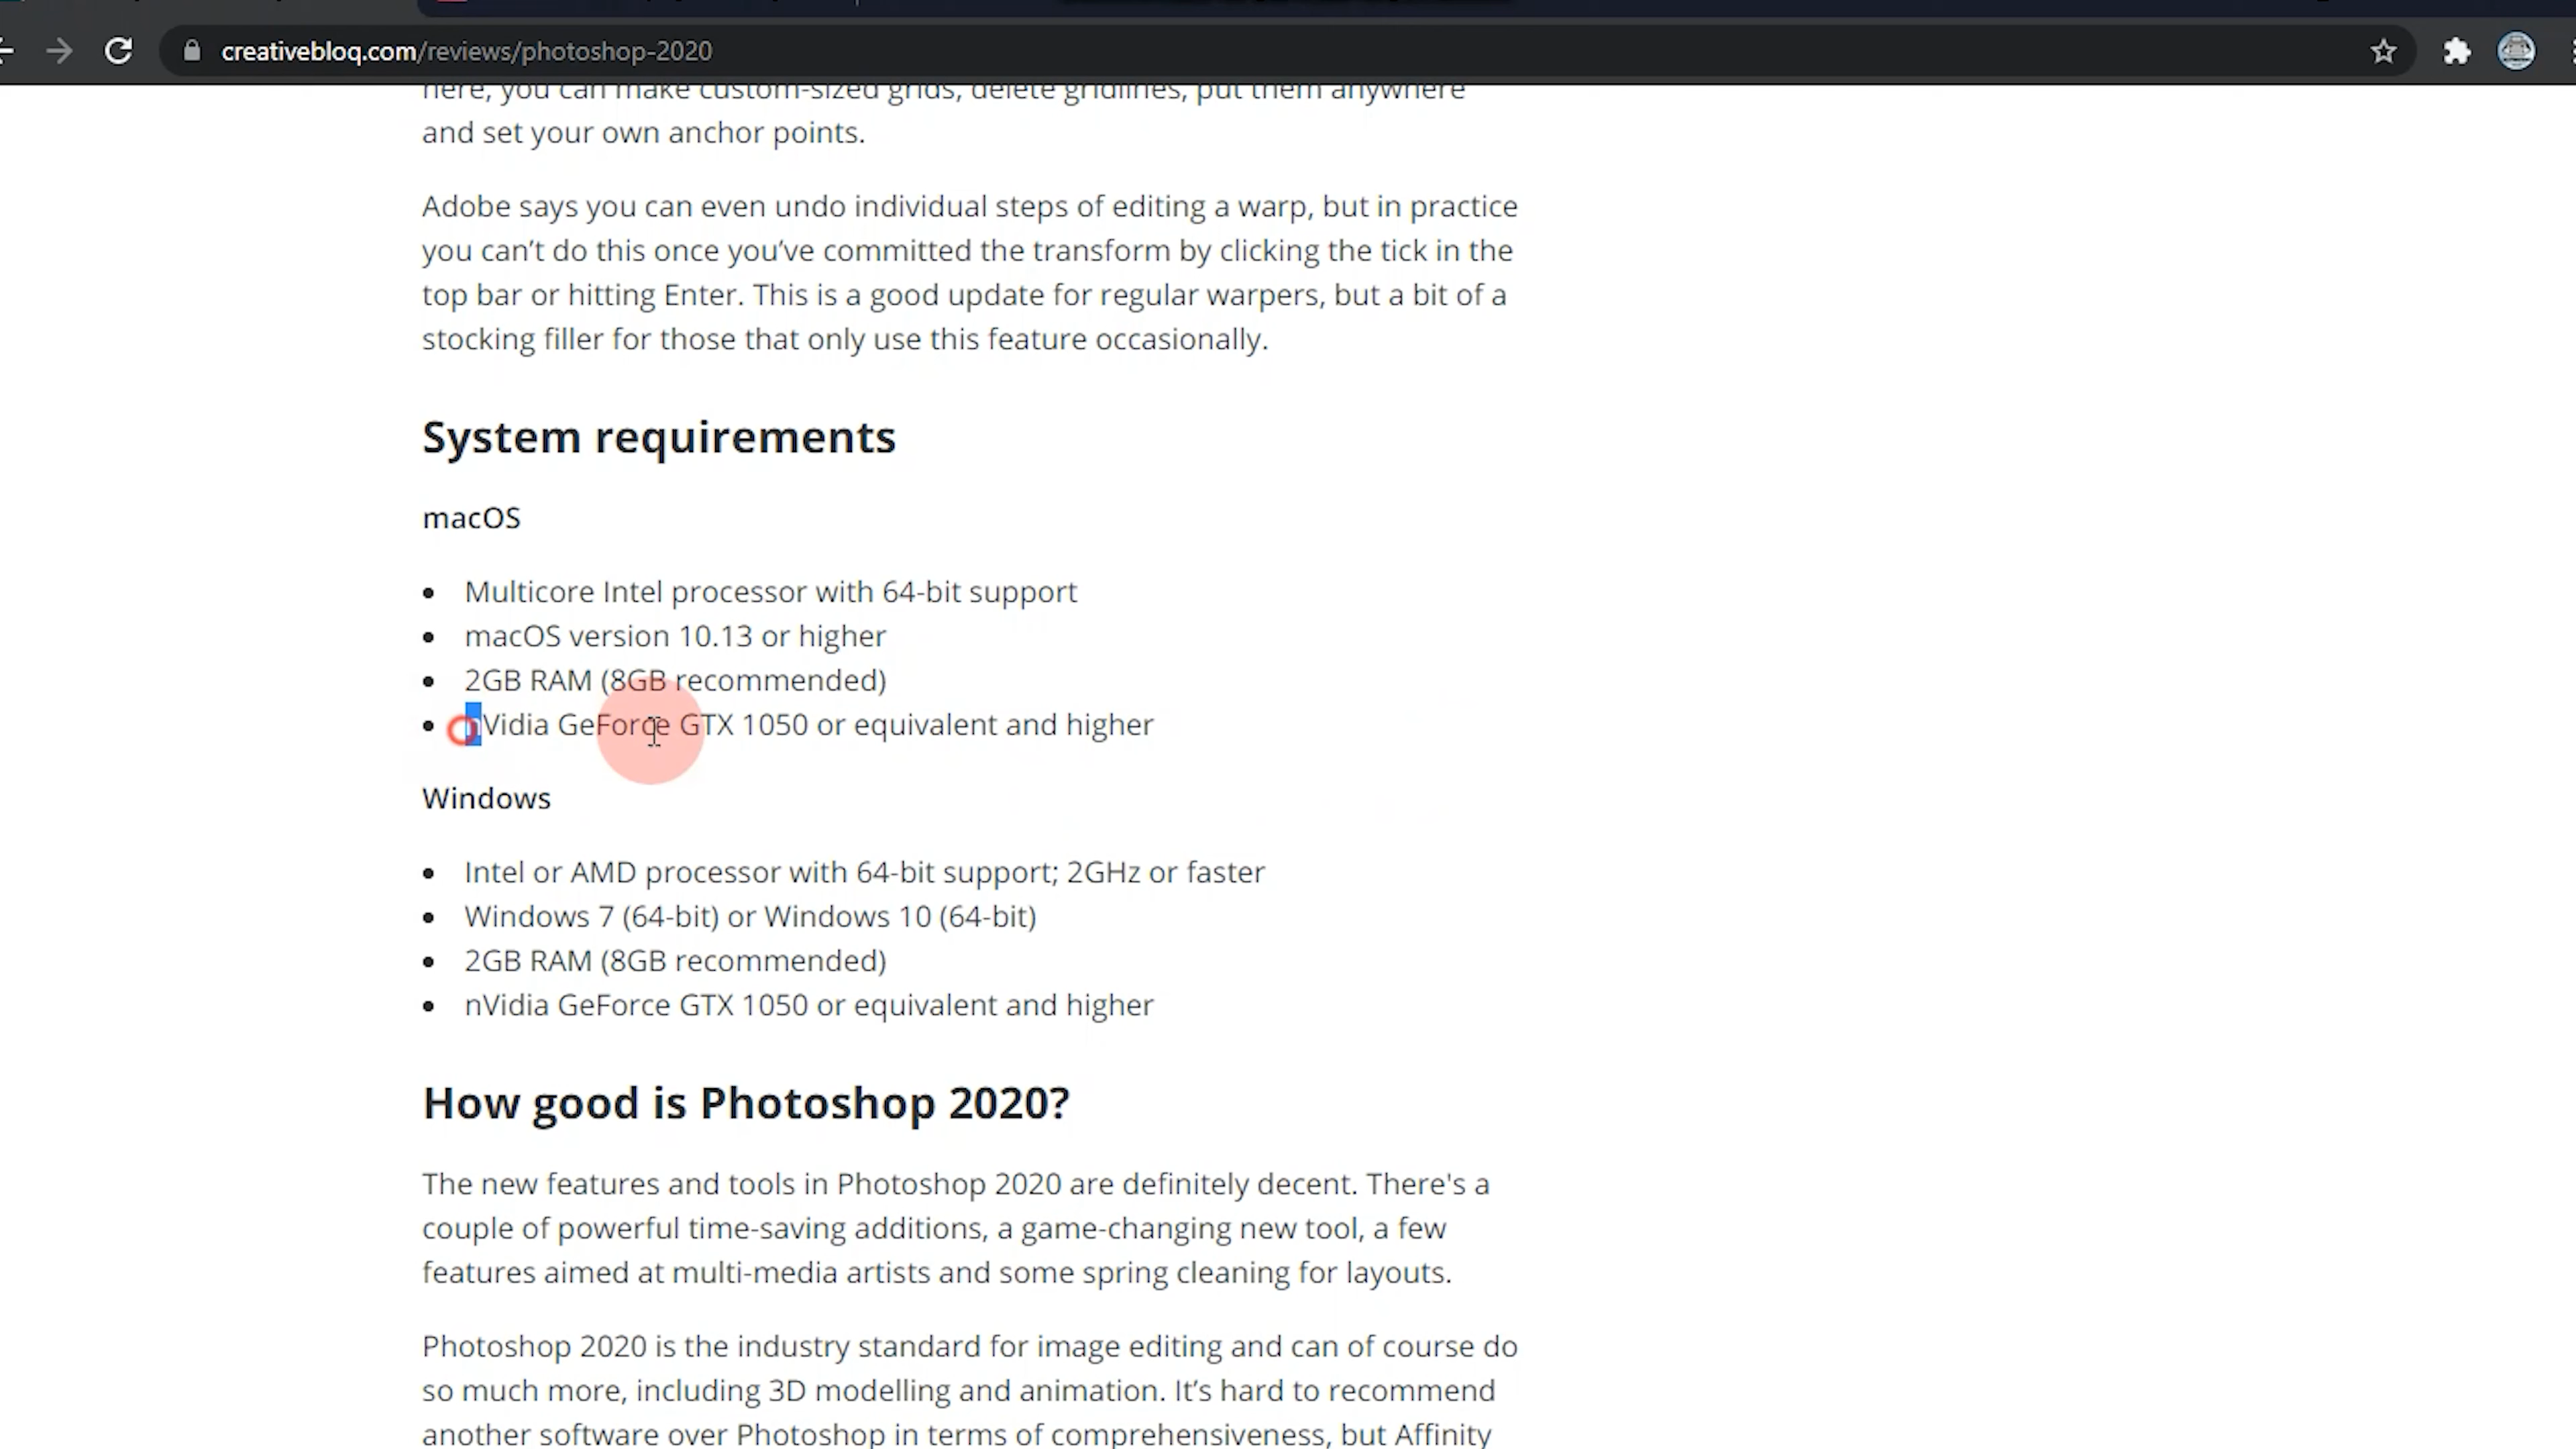 creativebloq.com/reviews/photoshop-2020
here, you can make custom-sized grids, delete gridlines, put them anywhere
and set your own anchor points.
Adobe says you can even undo individual steps of editing a warp, but in practice
you can’t do this once you’ve committed the transform by clicking the tick in the
top bar or hitting Enter. This is a good update for regular warpers, but a bit of a
stocking filler for those that only use this feature occasionally.
System requirements
macOS
• Multicore Intel processor with 64-bit support
• macOS version 10.13 or higher
• 2GB RAM (8GB recommended)
• nVidia GeForce GTX 1050 or equivalent and higher
Windows
• Intel or AMD processor with 64-bit support; 2GHz or faster
• Windows 7 (64-bit) or Windows 10 (64-bit)
• 2GB RAM (8GB recommended)
• nVidia GeForce GTX 1050 or equivalent and higher
How good is Photoshop 2020?
The new features and tools in Photoshop 2020 are definitely decent. There's a
couple of powerful time-saving additions, a game-changing new tool, a few
features aimed at multi-media artists and some spring cleaning for layouts.
Photoshop 2020 is the industry standard for image editing and can of course do
so much more, including 3D modelling and animation. It’s hard to recommend
another software over Photoshop in terms of comprehensiveness, but Affinity